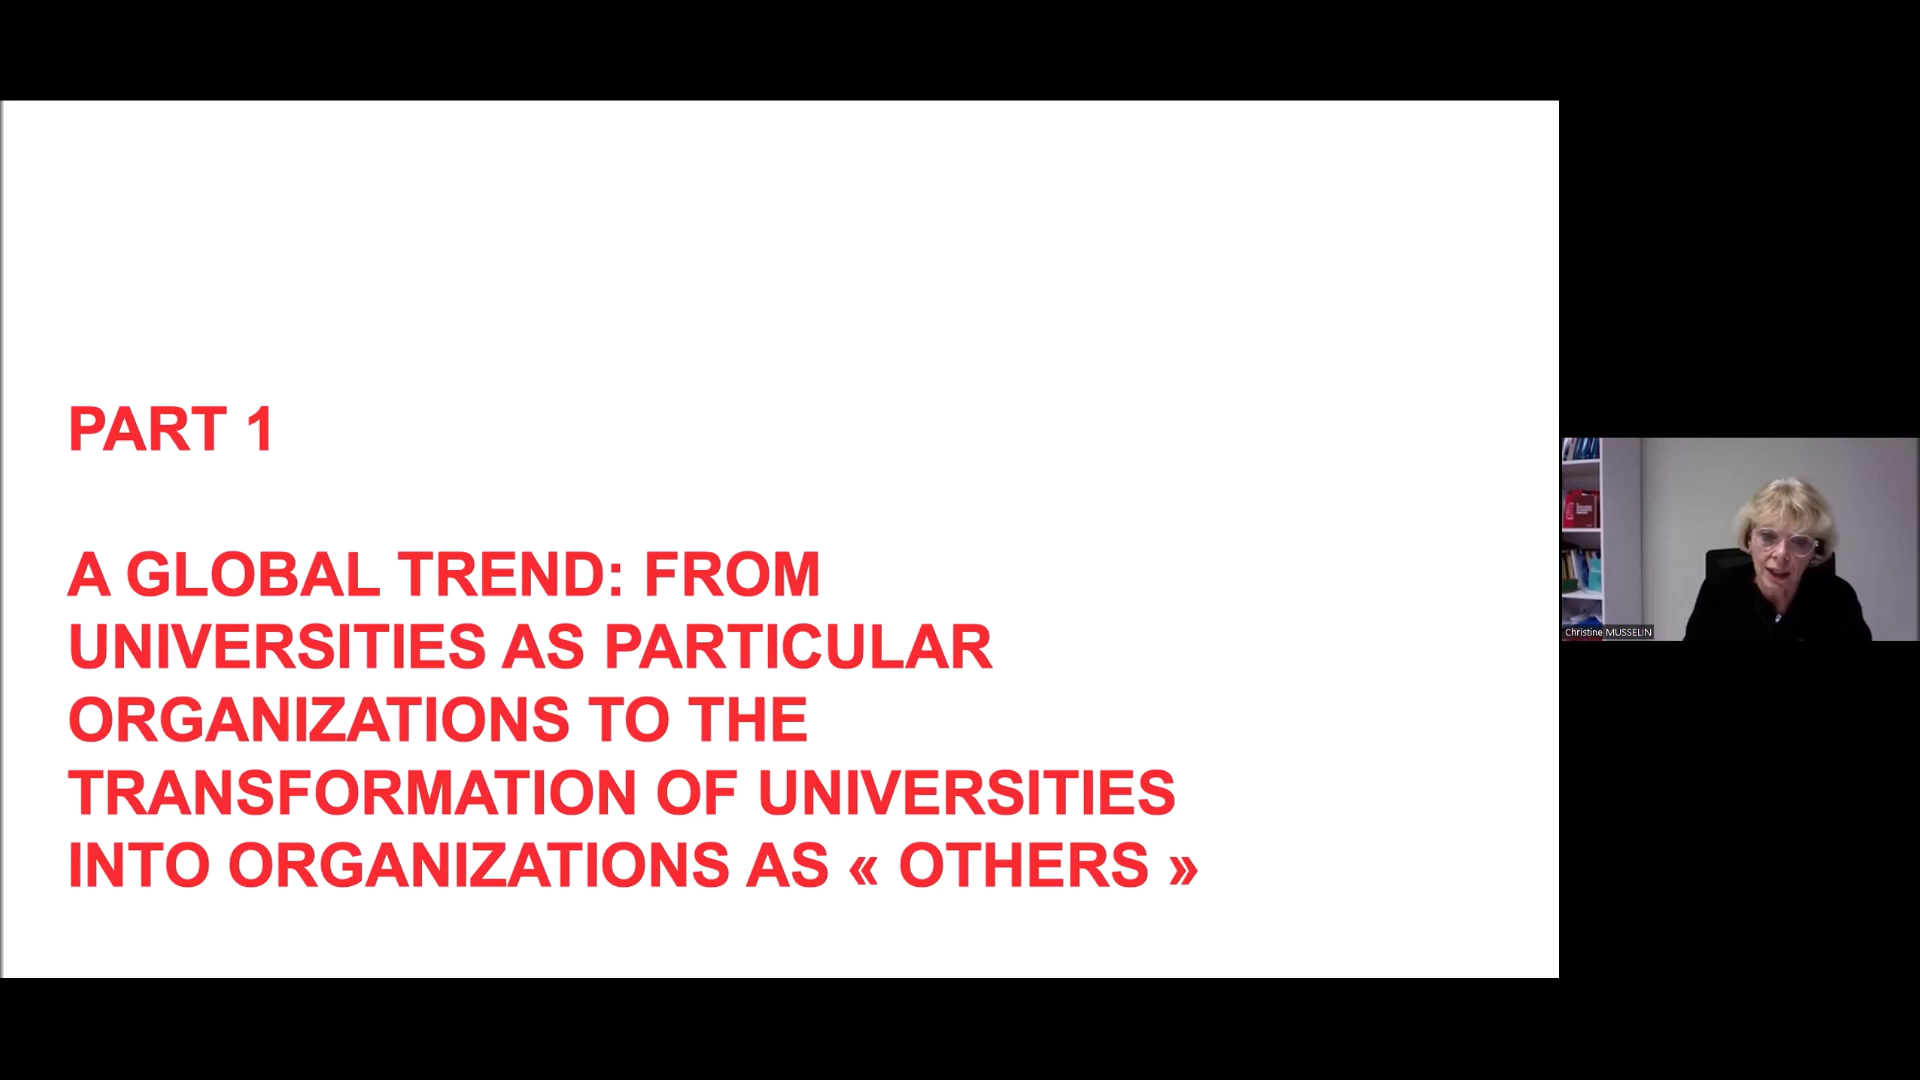 PART 1
A GLOBAL TREND: FROM
UNIVERSITIES AS PARTICULAR
ORGANIZATIONS TO THE
TRANSFORMATION OF UNIVERSITIES
INTO ORGANIZATIONS AS « OTHERS »
Christine MUSSELIN